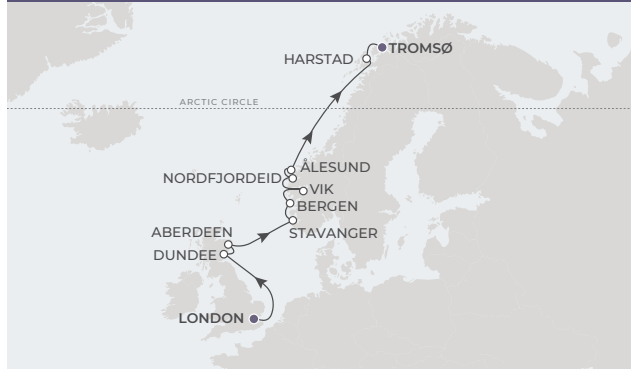 TROMSØ
HARSTAD
ARCTIC CIRCLE
ÅLESUND
NORDFJORDEID
VIK
BERGEN
ABERDEEN
STAVANGER
DUNDEE
LONDON